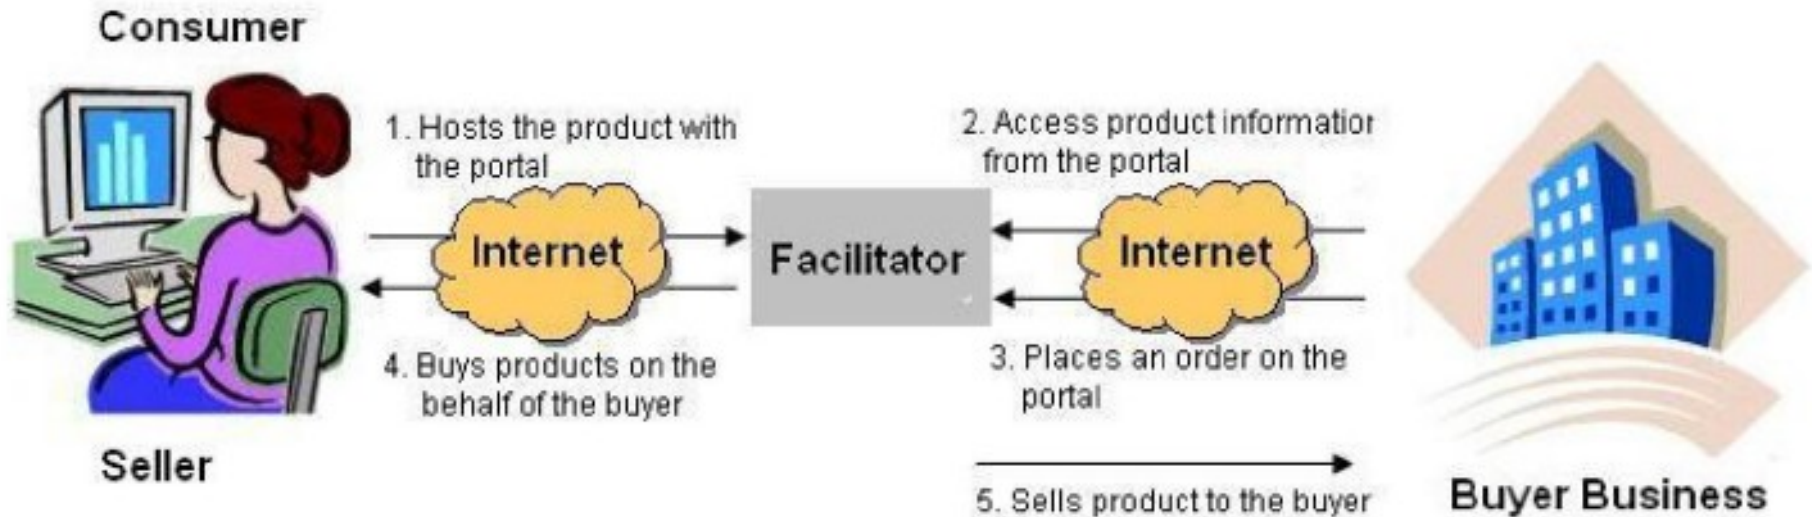 Consumer
1. Hosts the product with
the portal
2. Access product information
from the portal
Internet
Facilitator
Internet
4. Buys products on the
behalf of the buyer
3. Places an order on the
portal
Seller
5. Sells product to the buyer
Buyer Business